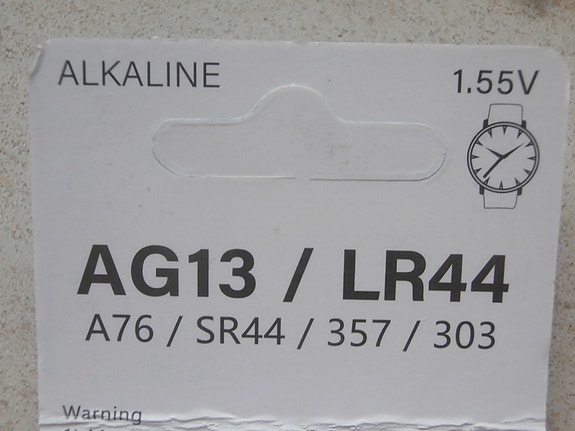 ALKALINE 1.55V
AG13 / LR44
A76 / SR44 / 357 / 303
Warning